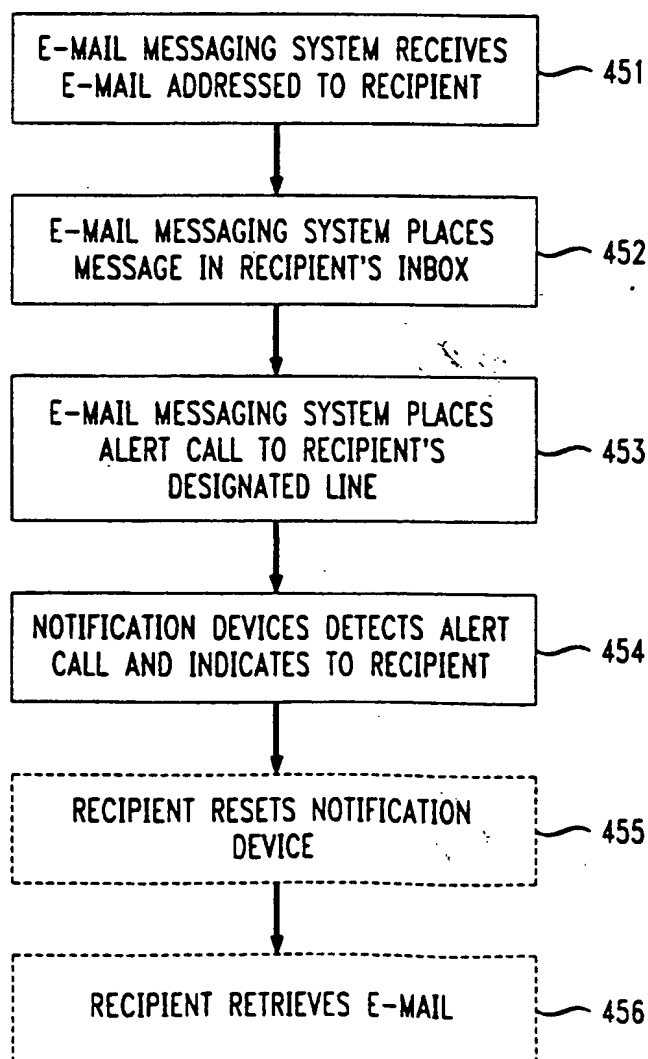 E-MAIL MESSAGING SYSTEM RECEIVES
E-MAIL ADDRESSED TO RECIPIENT
451
E-MAIL MESSAGING SYSTEM PLACES
MESSAGE IN RECIPIENT'S INBOX
452
E-MAIL MESSAGING SYSTEM PLACES
ALERT CALL TO RECIPIENT'S
DESIGNATED LINE
453
NOTIFICATION DEVICES DETECTS ALERT
CALL AND INDICATES TO RECIPIENT
454
RECIPIENT RESETS NOTIFICATION
DEVICE
455
RECIPIENT RETRIEVES E-MAIL
456